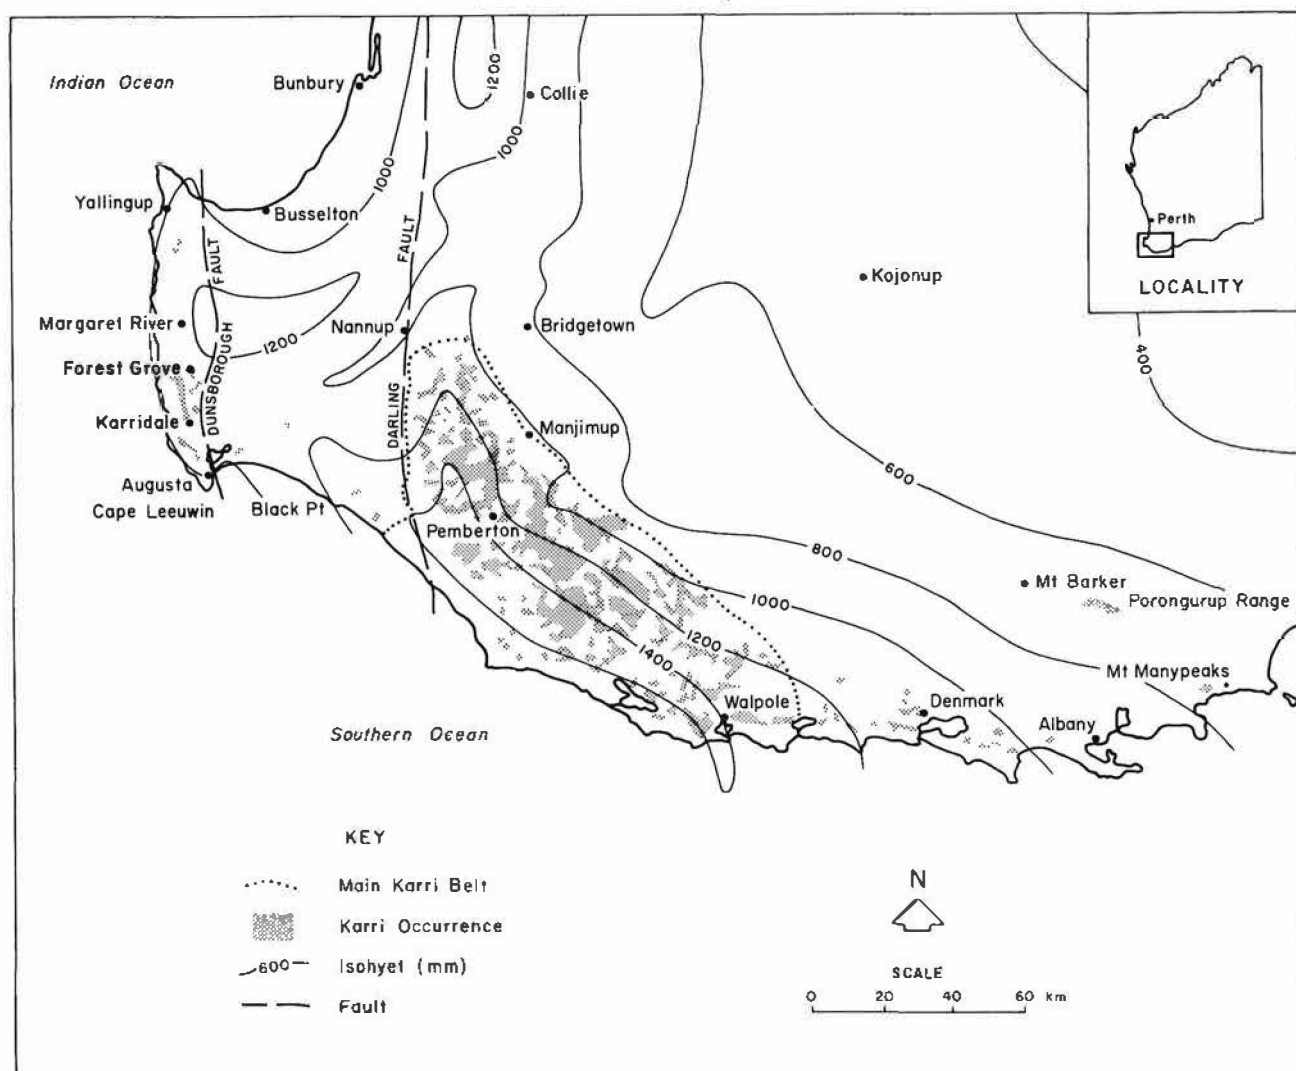 Indian Ocean
Bunbury
1200
Collie
1000
1000
Perth
LOCALITY
Yallingup
Busselton
FAULT
FAULT
Kojonup
Margaret River
1200
Nannup
Bridgetown
400
Forest Grove
DUNSBOROUGH
Karridale
DARLING
Manjimup
600
Augusta
Cape Leeuwin
Black Pt
Pemberton
800
Mt Barker
1000
Porongurup Range
1200
1400
Mt Manypeaks
Walpole
Denmark
Albany
Southern Ocean
KEY
Main Karri Belt
Karri Occurrence
600
Isohyet (mm)
Fault
N
SCALE
0 20 40 60 km